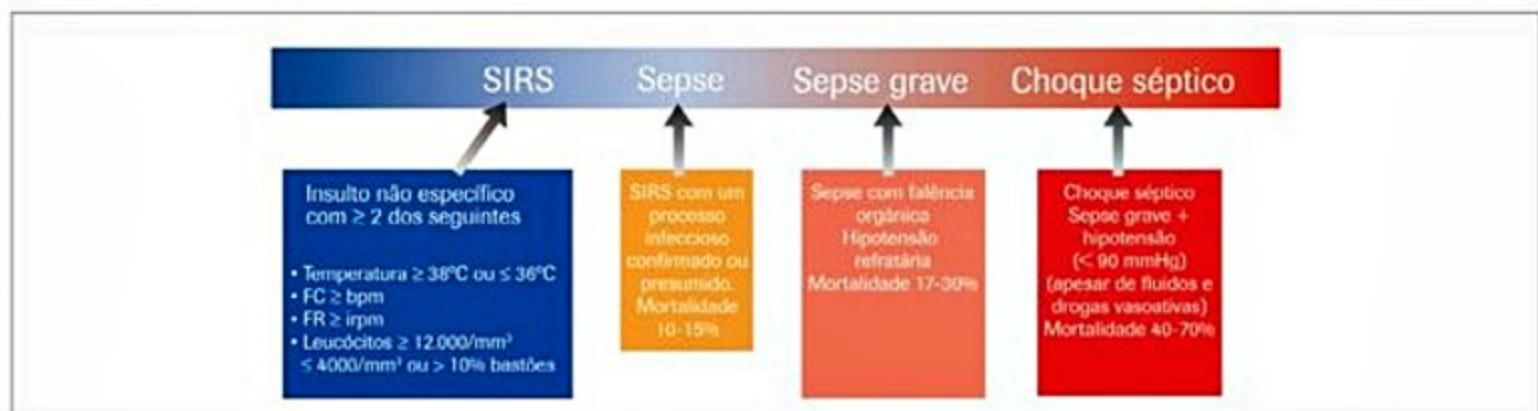 SIRS
Sepse
Sepse grave
Choque séptico
Insulto não específico
com ≥ 2 dos seguintes
• Temperatura ≥ 38ºC ou ≤ 36ºC
• FC ≥ bpm
• FR ≥ irpm
• Leucócitos ≥ 12.000/mm³
≤ 4000/mm³ ou > 10% bastões
SIRS com um
processo
infeccioso
confirmado ou
presumido.
Mortalidade
10-15%
Sepse com falência
orgânica
Hipotensão
refratária
Mortalidade 17-30%
Choque séptico
Sepse grave +
hipotensão
(< 90 mmHg)
(apesar de fluidos e
drogas vasoativas)
Mortalidade 40-70%